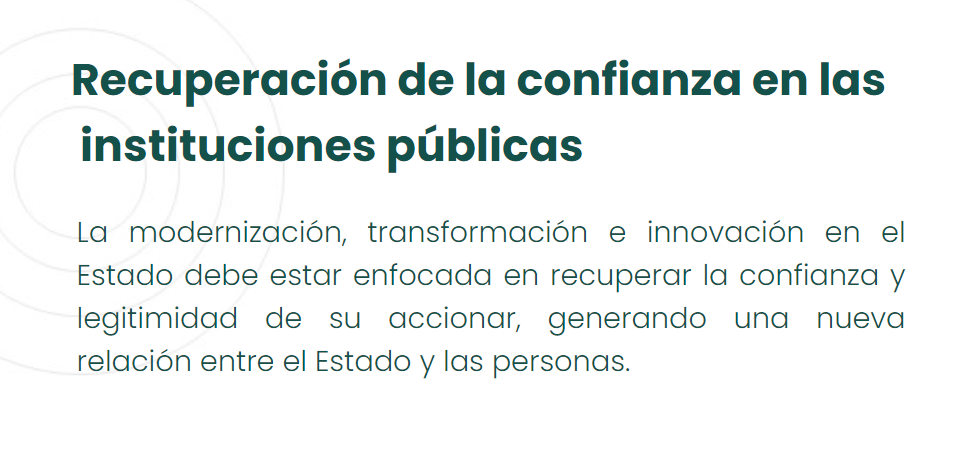 Recuperación de la confianza en las
instituciones públicas
La modernización, transformación e innovación en el
Estado debe estar enfocada en recuperar la confianza y
legitimidad de su accionar, generando una nueva
relación entre el Estado y las personas.